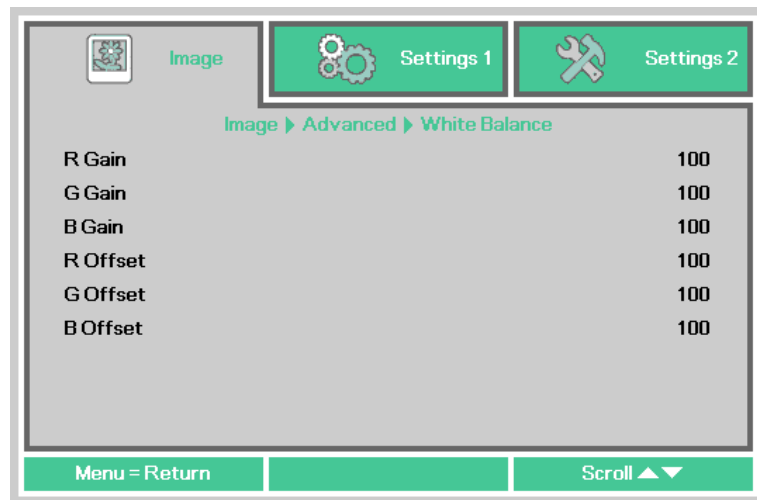 Image Settings 1 Settings 2
Image ▶ Advanced ▶ White Balance
R Gain 100
G Gain 100
B Gain 100
R Offset 100
G Offset 100
B Offset 100
Menu = Return Scroll ▲▼